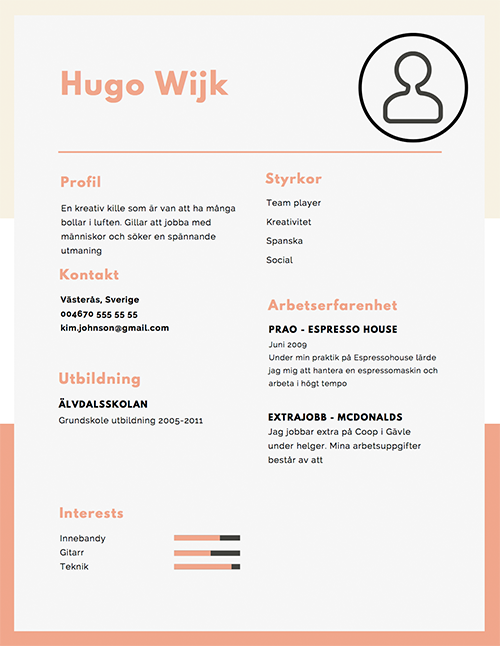 Hugo Wijk
Profil
En kreativ kille som är van att ha många
bollar i luften. Gillar att jobba med
människor och söker en spännande
utmaning
Kontakt
Västerås, Sverige
004670 555 55 55
kim.johnson@gmail.com
Utbildning
ÄLVDALSSKOLAN
Grundskole utbildning 2005-2011
Interests
Innebandy
Gitarr
Teknik
Styrkor
Team player
Kreativitet
Spanska
Social
Arbetserfarenhet
PRAO - ESPRESSO HOUSE
Juni 2009
Under min praktik på Espressohouse lärde
jag mig att hantera en espressomaskin och
arbeta i högt tempo
EXTRAJOBB - MCDONALDS
Jag jobbar extra på Coop i Gävle
under helger. Mina arbetsuppgifter
består av att